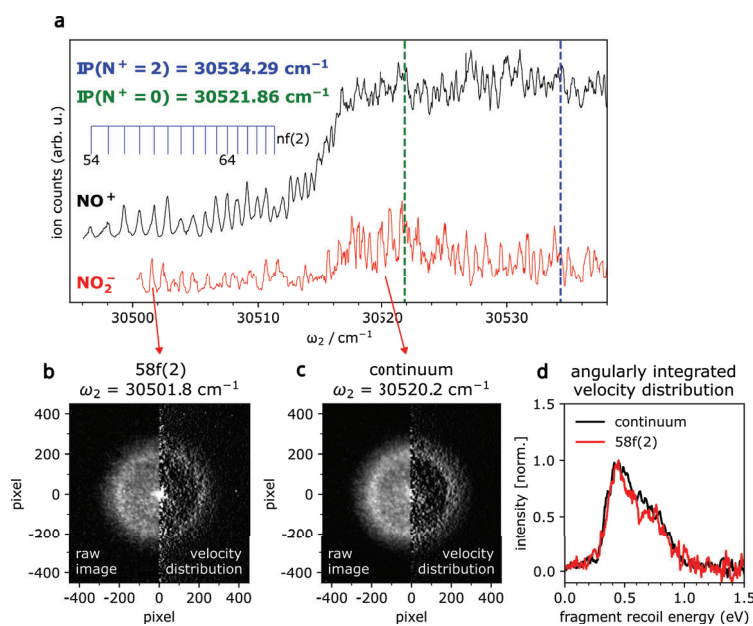 a
IP(N⁺ = 2) = 30534.29 cm⁻¹
IP(N⁺ = 0) = 30521.86 cm⁻¹
nf(2)
54
64
NO⁺
NO₂⁻
ion counts (arb. u.)
30500
30510
30520
30530
ω₂ / cm⁻¹
b
58f(2)
ω₂ = 30501.8 cm⁻¹
400
200
0
-200
-400
pixel
raw
image
velocity
distribution
-400 -200 0 200 400
pixel
c
continuum
ω₂ = 30520.2 cm⁻¹
400
200
0
-200
-400
pixel
raw
image
velocity
distribution
-400 -200 0 200 400
pixel
d
angularly integrated
velocity distribution
1.5
1.0
0.5
0.0
intensity [norm.]
continuum
58f(2)
0.0 0.5 1.0 1.5
fragment recoil energy (eV)